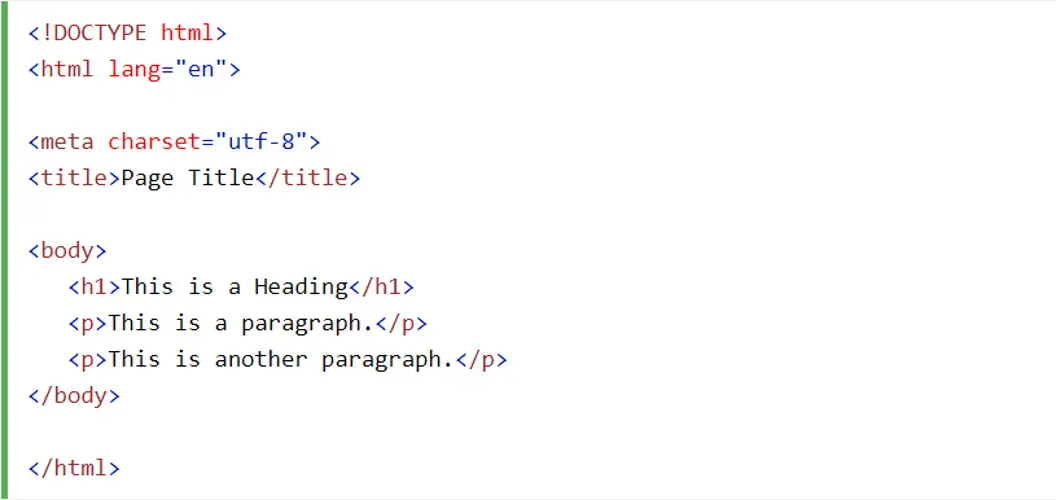 <!DOCTYPE html>
<html lang="en">
<meta charset="utf-8">
<title>Page Title</title>
<body>
<h1>This is a Heading</h1>
<p>This is a paragraph.</p>
<p>This is another paragraph.</p>
</body>
</html>